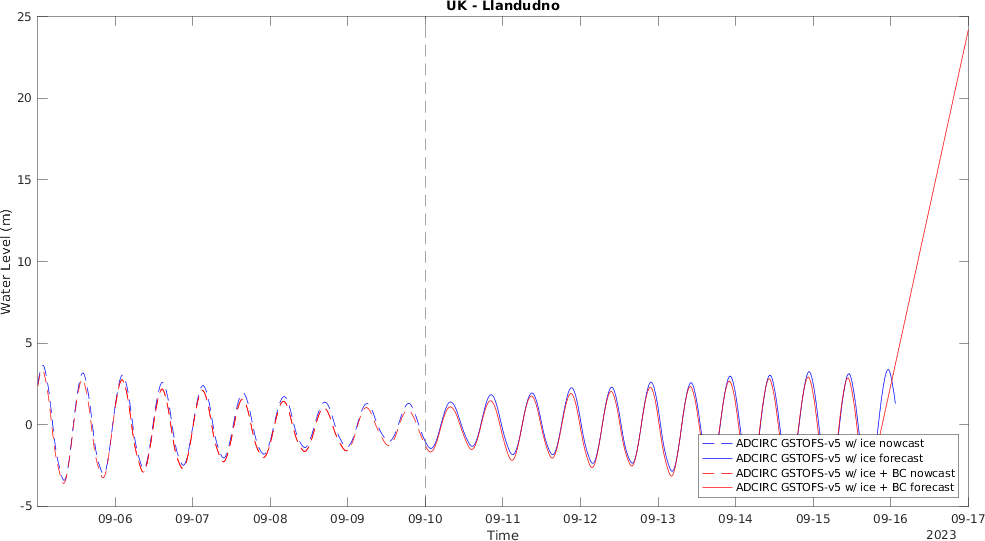 UK - Llandudno
25
20
15
10
5
0
-5
Water Level (m)
ADCIRC GSTOFS-v5 w/ ice nowcast
ADCIRC GSTOFS-v5 w/ ice forecast
ADCIRC GSTOFS-v5 w/ ice + BC nowcast
ADCIRC GSTOFS-v5 w/ ice + BC forecast
09-06 09-07 09-08 09-09 09-10 09-11 09-12 09-13 09-14 09-15 09-16 09-17
Time
2023